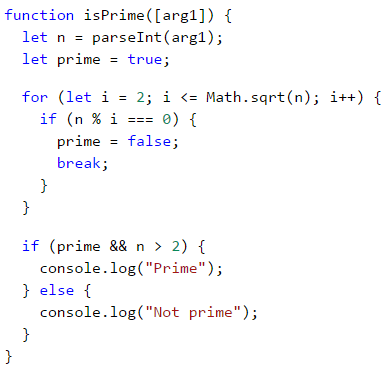 function isPrime([arg1]) {
  let n = parseInt(arg1);
  let prime = true;

  for (let i = 2; i <= Math.sqrt(n); i++) {
    if (n % i === 0) {
      prime = false;
      break;
    }
  }

  if (prime && n > 2) {
    console.log("Prime");
  } else {
    console.log("Not prime");
  }
}